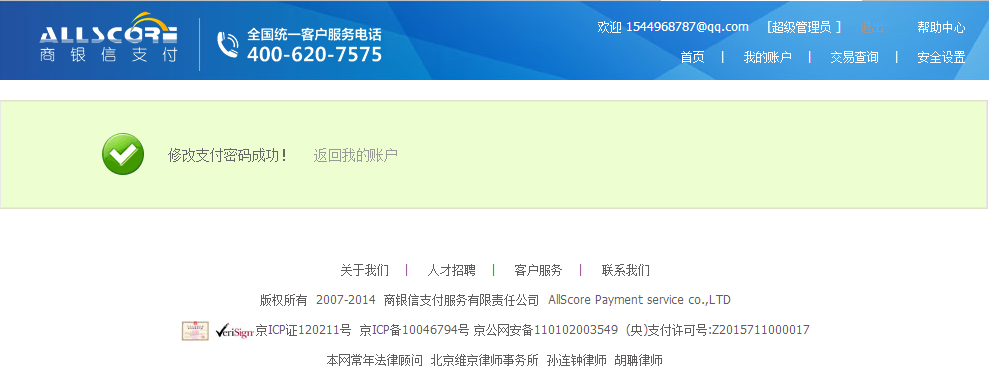 ALLSCORE
商银信支付
全国统一客户服务电话
400-620-7575
欢迎 1544968787@qq.com [超级管理员 ] 帮助中心
首页 | 我的账户 | 交易查询 | 安全设置
修改支付密码成功! 返回我的账户
关于我们 | 人才招聘 | 客户服务 | 联系我们
版权所有 2007-2014 商银信支付服务有限责任公司 AllScore Payment service co.,LTD
VeriSign 京ICP证120211号 京ICP备10046794号 京公网安备110102003549 (央)支付许可号:Z2015711000017
本网常年法律顾问 北京维京律师事务所 孙连钟律师 胡聘律师